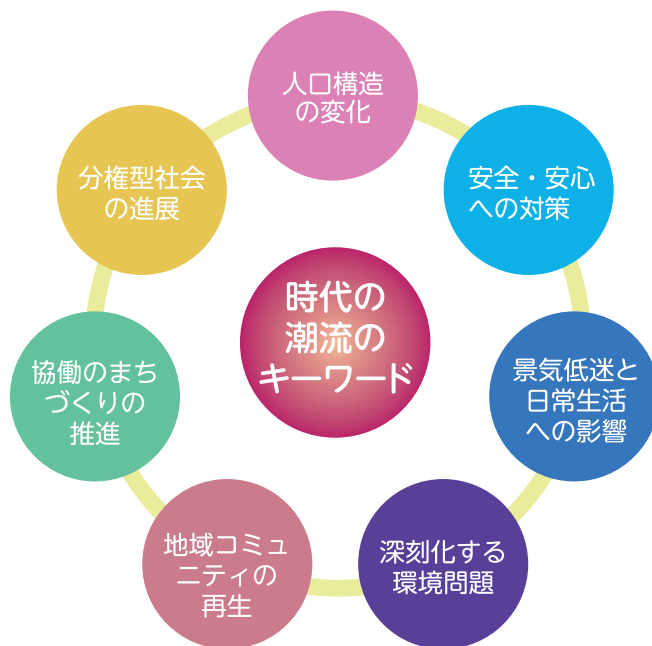 人口構造
の変化
安全・安心
への対策
景気低迷と
日常生活
への影響
深刻化する
環境問題
地域コミュ
ニティの
再生
協働のまち
づくりの
推進
分権型社会
の進展
時代の
潮流の
キーワード